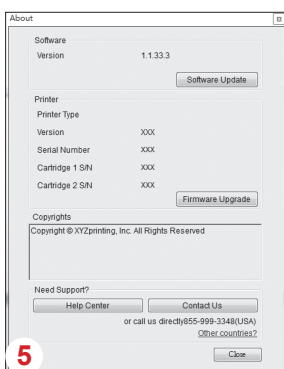 About
Software
Version 1.1.33.3
Software Update
Printer
Printer Type
Version XXX
Serial Number XXX
Cartridge 1 S/N XXX
Cartridge 2 S/N XXX
Firmware Upgrade
Copyrights
Copyright © XYZprinting, Inc. All Rights Reserved
Need Support?
Help Center Contact Us
or call us directly855-999-3348(USA)
Other countries?
5 Close